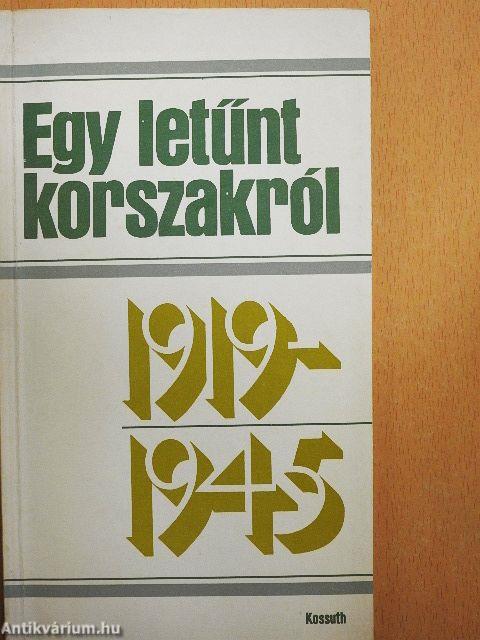 Egy letűnt
korszakról
1919-
1945
Kossuth
Antikvárium.hu